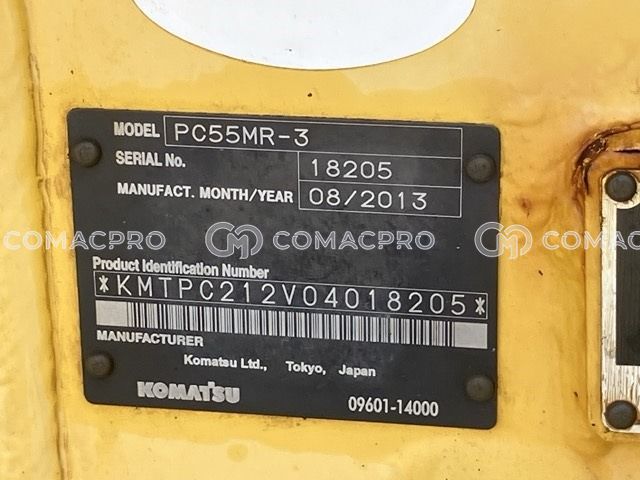 MODEL PC55MR-3
SERIAL No. 18205
MANUFACT. MONTH/YEAR 08/2013
COMACPRO COMACPRO COMACPRO
Product Identification Number
*KMTPC212V04018205*
MANUFACTURER
Komatsu Ltd., Tokyo, Japan
KOMATSU 09601-14000